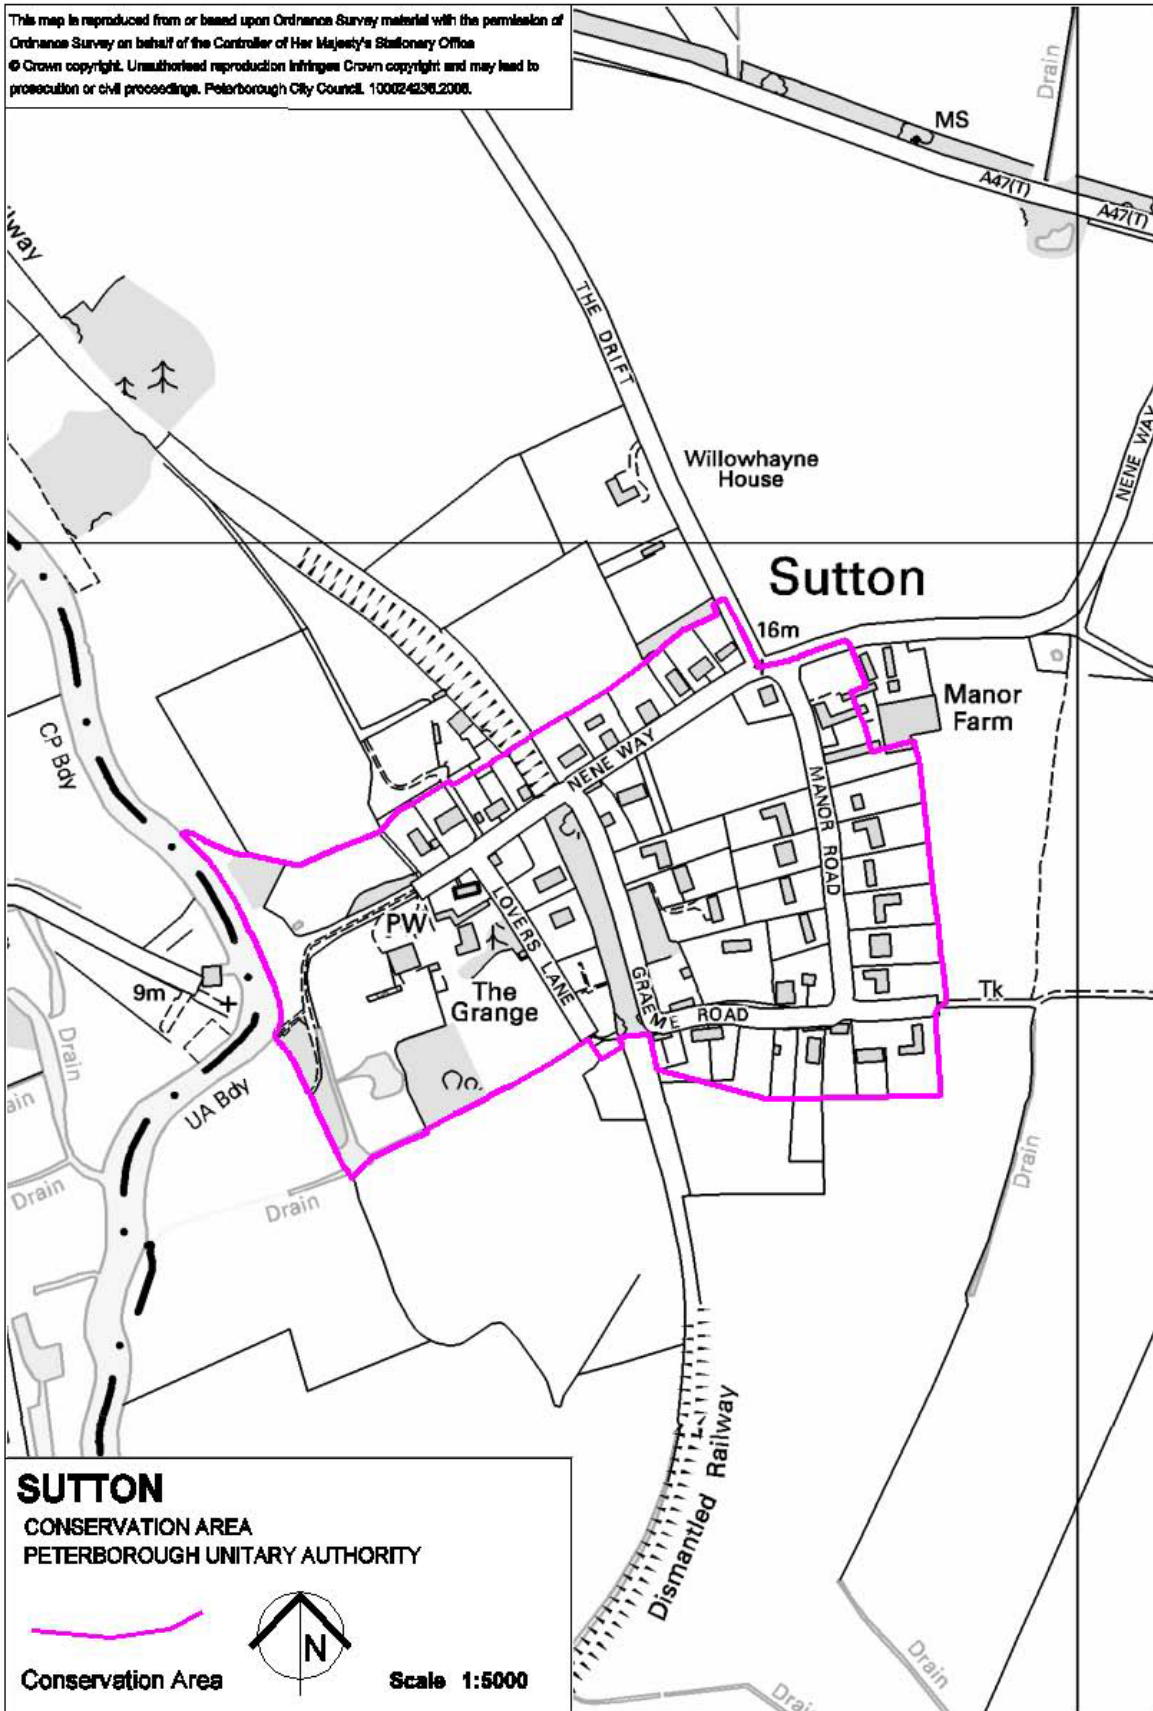 This map is reproduced from or based upon Ordnance Survey material with the permission of
Ordnance Survey on behalf of the Controller of Her Majesty's Stationery Office
© Crown copyright. Unauthorised reproduction infringes Crown copyright and may lead to
prosecution or civil proceedings. Peterborough City Council. 100024236.2006.
Drain
MS
A47(T)
A47(T)
ilway
THE DRIFT
NENE WAY
Willowhayne
House
Sutton
16m
Manor
Farm
CP Bdy
NENE WAY
MANOR ROAD
LOVERS LANE
PW
9m
The
Grange
GRAEME ROAD
Tk
Drain
ain
UA Bdy
Drain
Drain
Drain
Dismantled Railway
Drain
Drai
SUTTON
CONSERVATION AREA
PETERBOROUGH UNITARY AUTHORITY
N
Conservation Area
Scale 1:5000